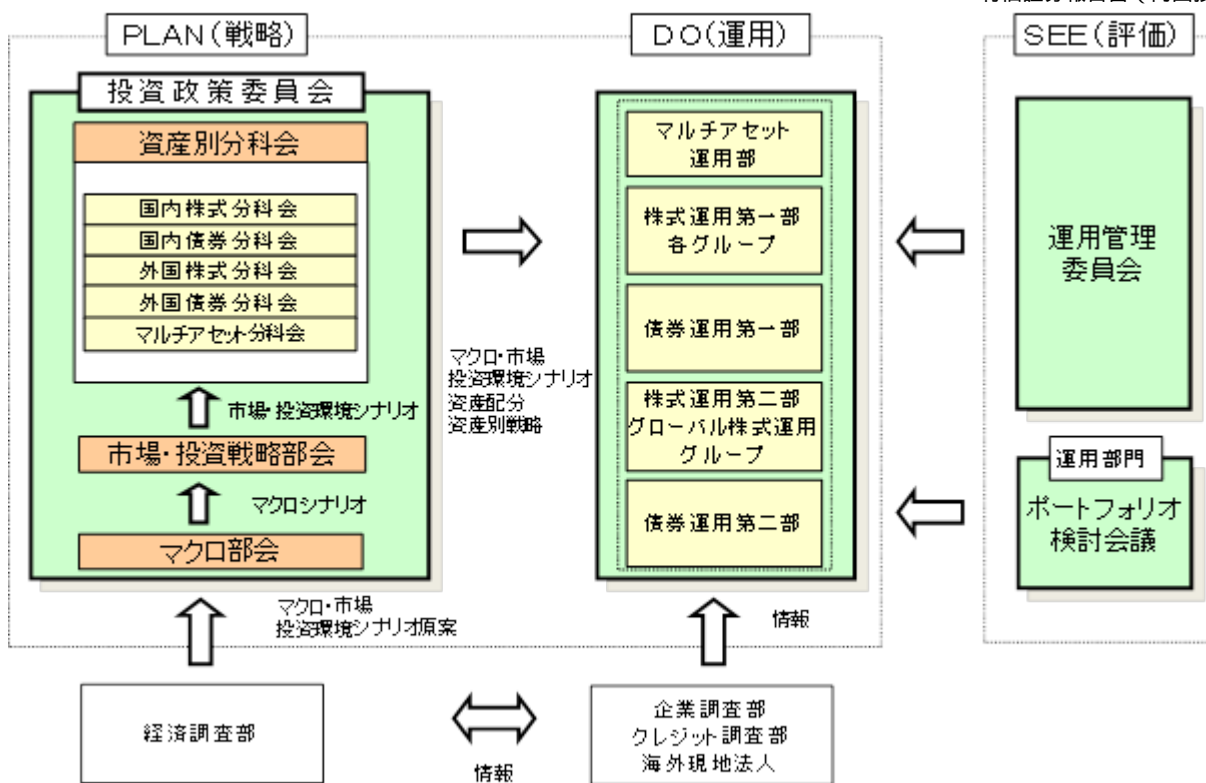 PLAN(戦略)
投資政策委員会
資産別分科会
国内株式分科会
国内債券分科会
外国株式分科会
外国債券分科会
マルチアセット分科会
市場・投資環境シナリオ
市場・投資戦略部会
マクロシナリオ
マクロ部会
マクロ・市場
投資環境シナリオ原案
経済調査部
マクロ・市場
投資環境シナリオ
資産配分
資産別戦略
情報
DO(運用)
マルチアセット
運用部
株式運用第一部
各グループ
債券運用第一部
株式運用第二部
グローバル株式運用
グループ
債券運用第二部
情報
企業調査部
クレジット調査部
海外現地法人
SEE(評価)
運用管理
委員会
運用部門
ポートフォリオ
検討会議